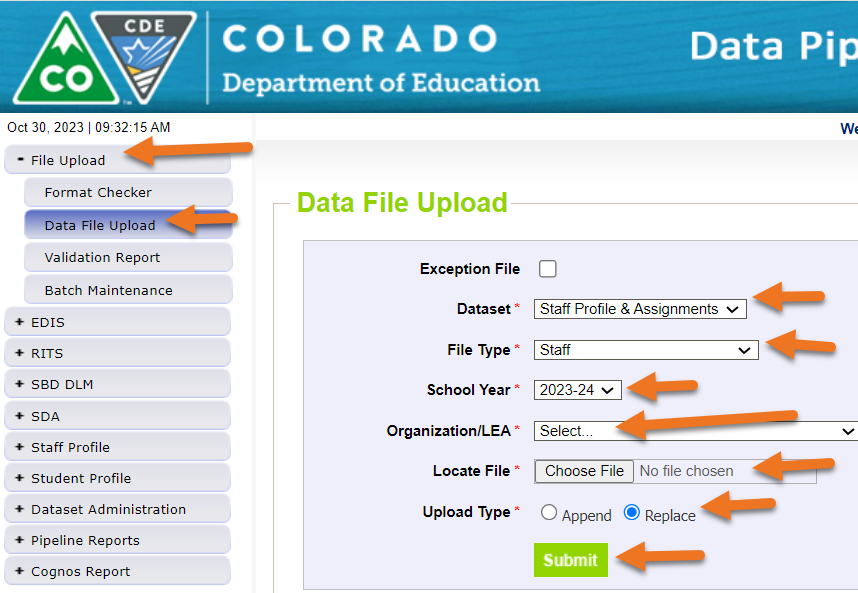 CDE
CO
COLORADO
Department of Education
Data Pip
Oct 30, 2023 | 09:32:15 AM
We
- File Upload
Format Checker
Data File Upload
Validation Report
Batch Maintenance
+ EDIS
+ RITS
+ SBD DLM
+ SDA
+ Staff Profile
+ Student Profile
+ Dataset Administration
+ Pipeline Reports
+ Cognos Report
Data File Upload
Exception File
Dataset * Staff Profile & Assignments
File Type * Staff
School Year * 2023-24
Organization/LEA * Select...
Locate File * Choose File No file chosen
Upload Type * Append Replace
Submit